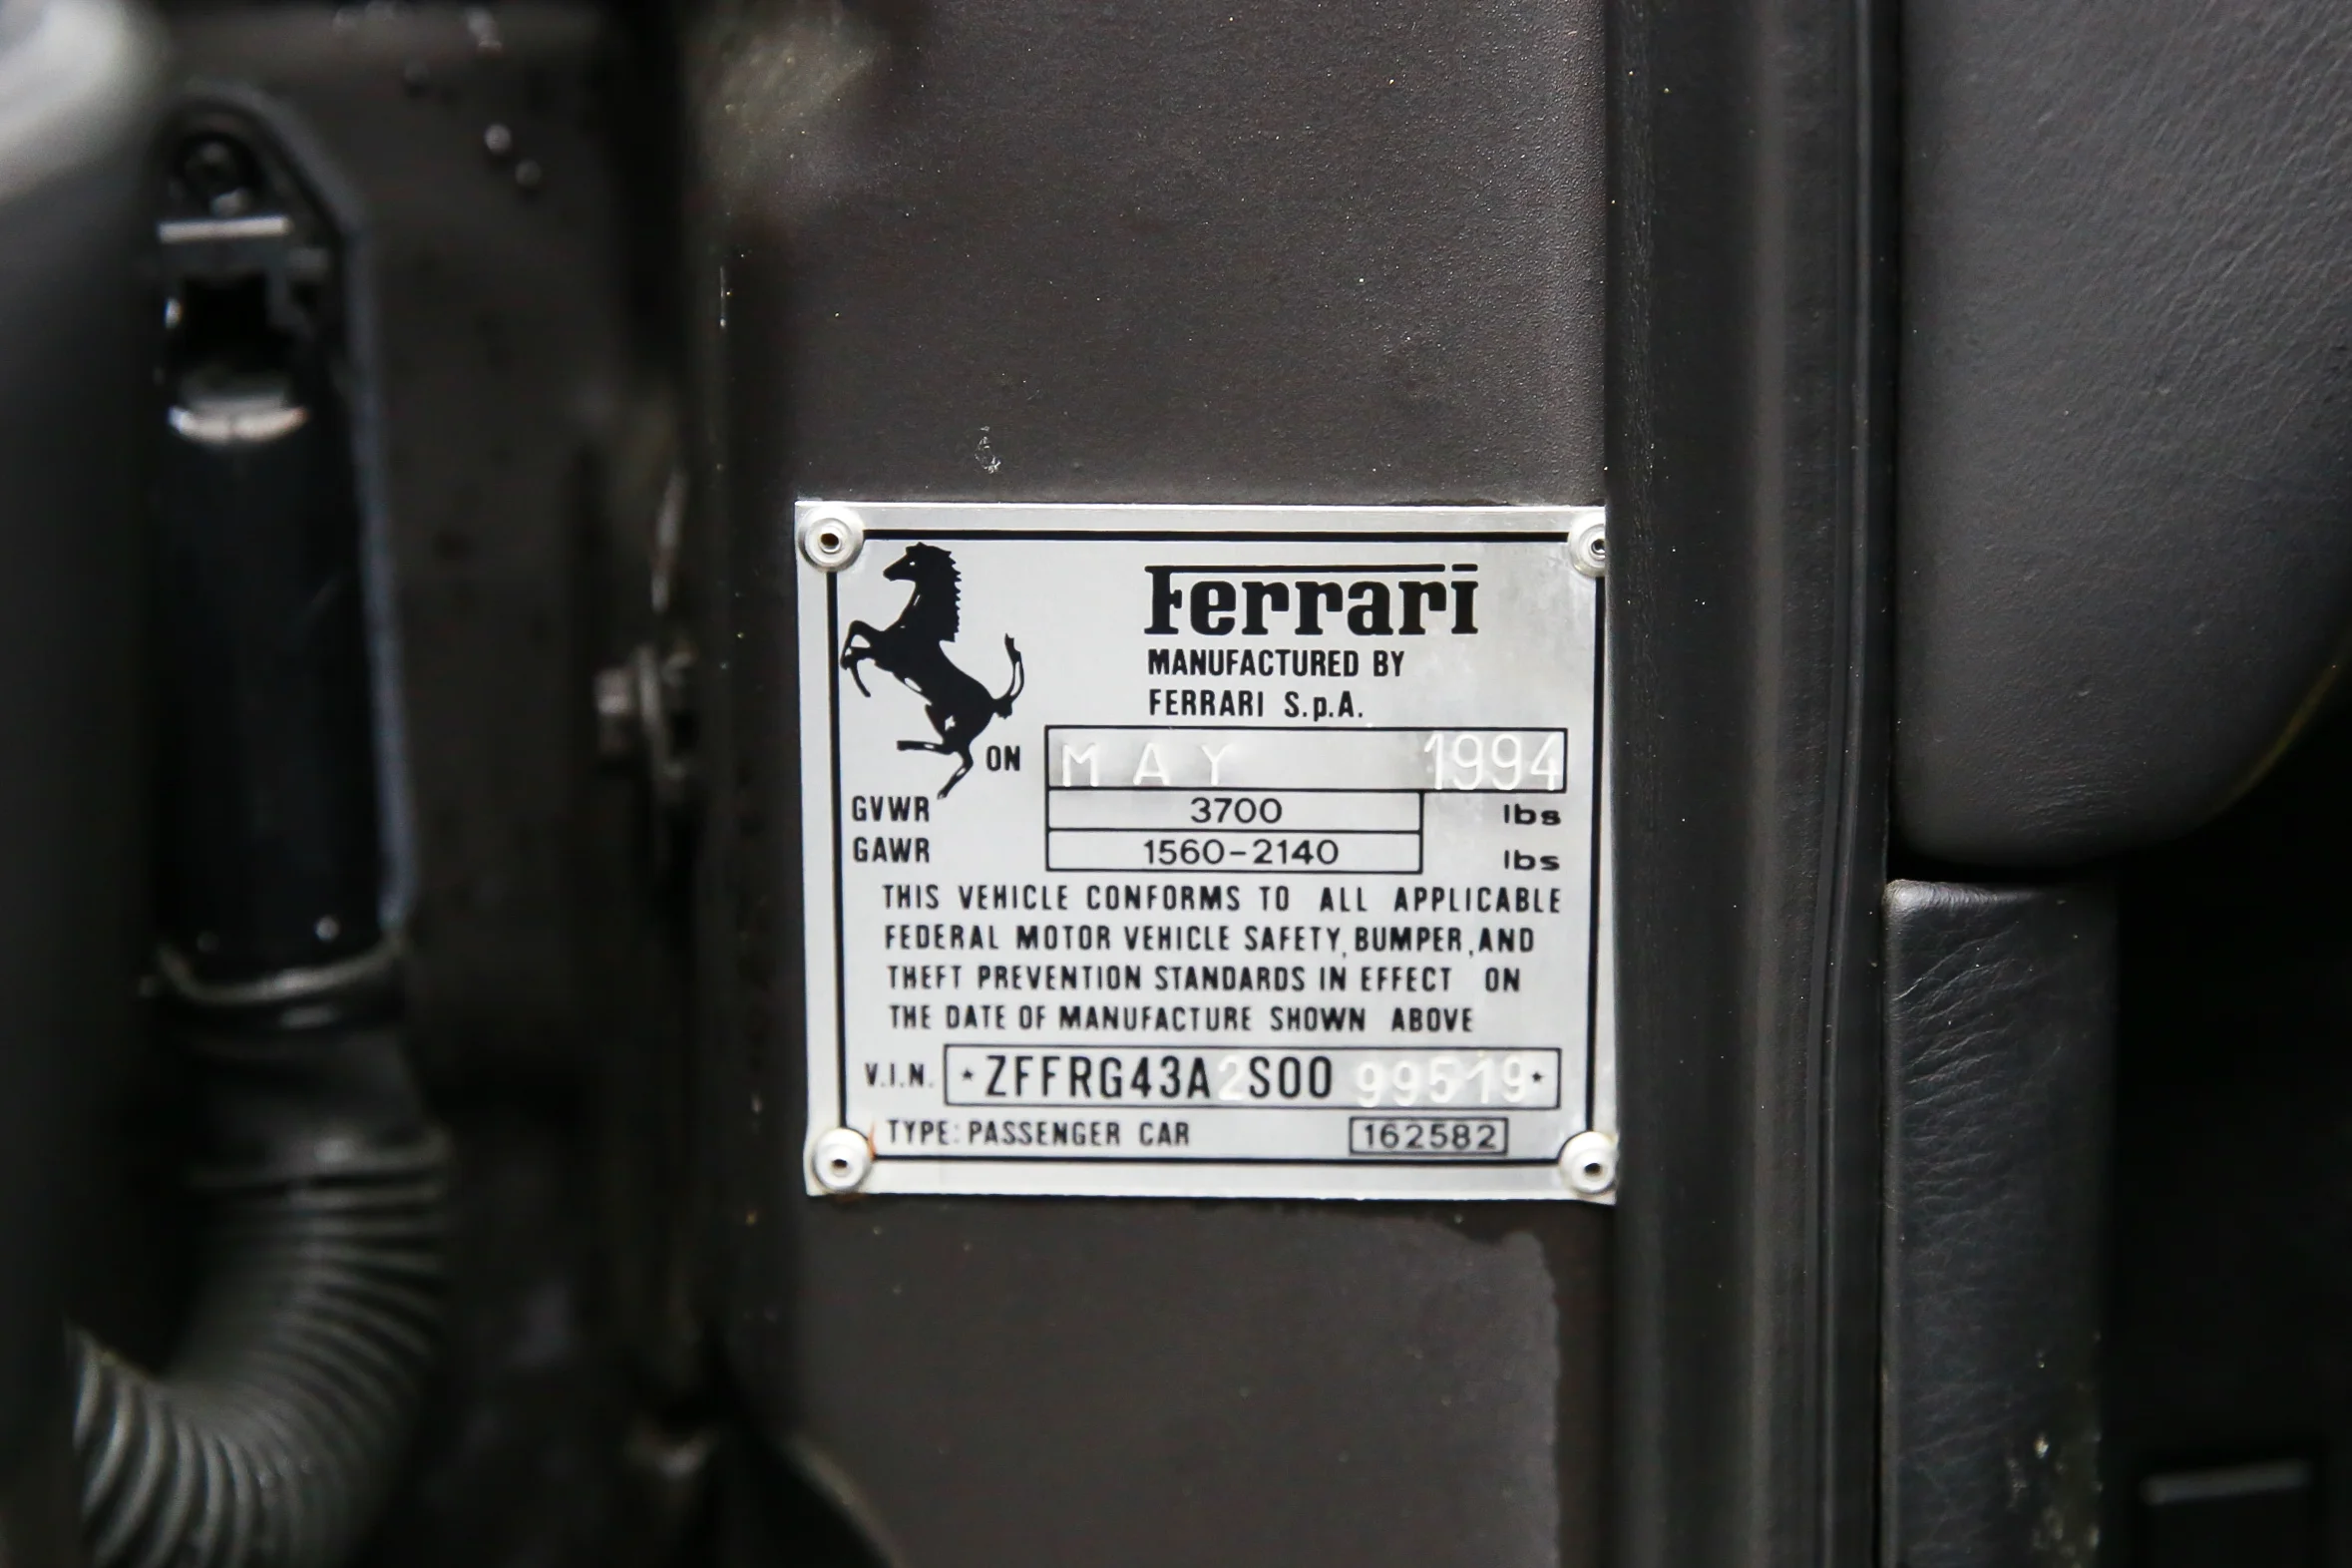 Ferrari
MANUFACTURED BY
FERRARI S.p.A.
ON MAY 1994
GVWR 3700 lbs
GAWR 1560-2140 lbs
THIS VEHICLE CONFORMS TO ALL APPLICABLE
FEDERAL MOTOR VEHICLE SAFETY, BUMPER, AND
THEFT PREVENTION STANDARDS IN EFFECT ON
THE DATE OF MANUFACTURE SHOWN ABOVE
V.I.N. *ZFFRG43A2S0099519*
TYPE: PASSENGER CAR 162582